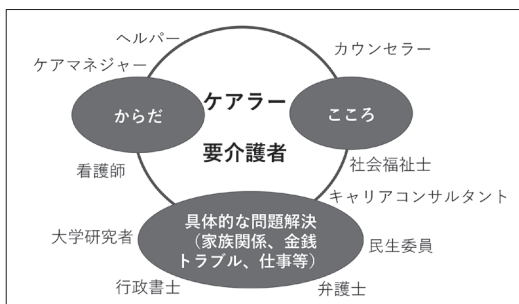 ヘルパー
カウンセラー
ケアマネジャー
ケアラー
からだ
こころ
要介護者
看護師
社会福祉士
キャリアコンサルタント
具体的な問題解決
（家族関係、金銭
トラブル、仕事等）
大学研究者
民生委員
行政書士
弁護士